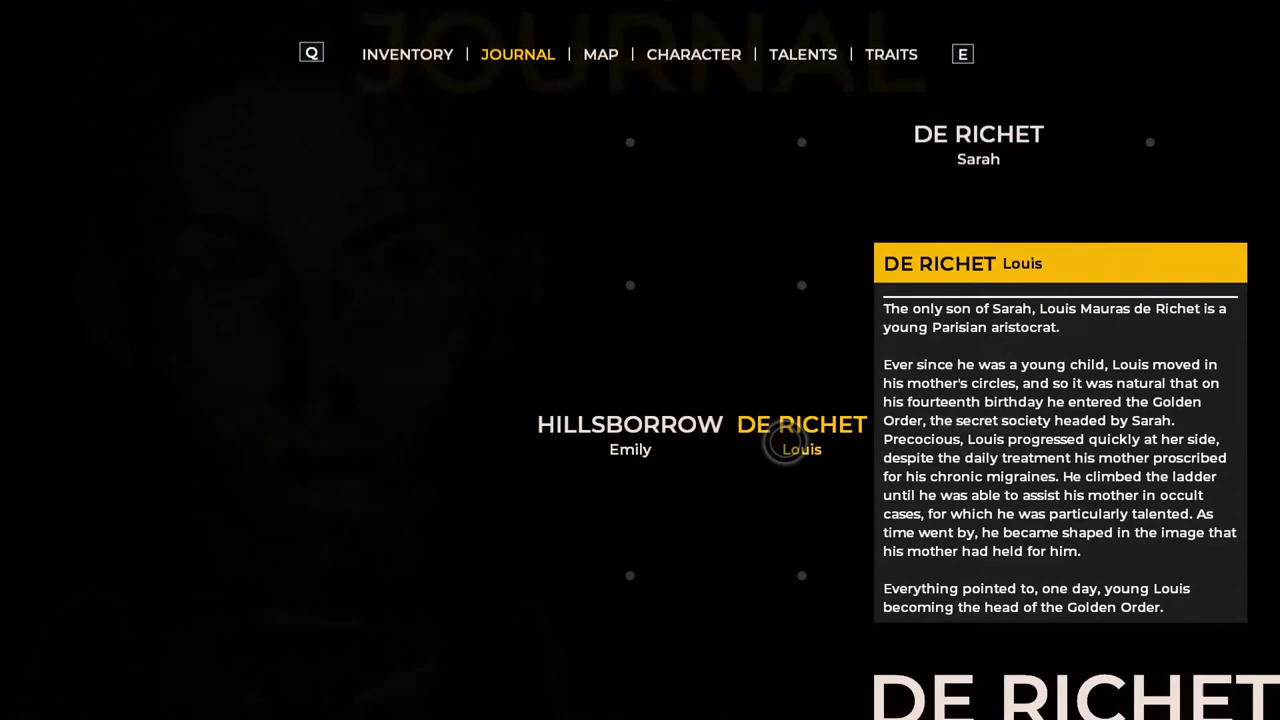 JOURNAL
Q INVENTORY | JOURNAL | MAP | CHARACTER | TALENTS | TRAITS E
DE RICHET
Sarah
HILLSBORROW
Emily
DE RICHET
Louis
DE RICHET Louis
The only son of Sarah, Louis Mauras de Richet is a
young Parisian aristocrat.
Ever since he was a young child, Louis moved in
his mother's circles, and so it was natural that on
his fourteenth birthday he entered the Golden
Order, the secret society headed by Sarah.
Precocious, Louis progressed quickly at her side,
despite the daily treatment his mother proscribed
for his chronic migraines. He climbed the ladder
until he was able to assist his mother in occult
cases, for which he was particularly talented. As
time went by, he became shaped in the image that
his mother had held for him.
Everything pointed to, one day, young Louis
becoming the head of the Golden Order.
DE RICHET